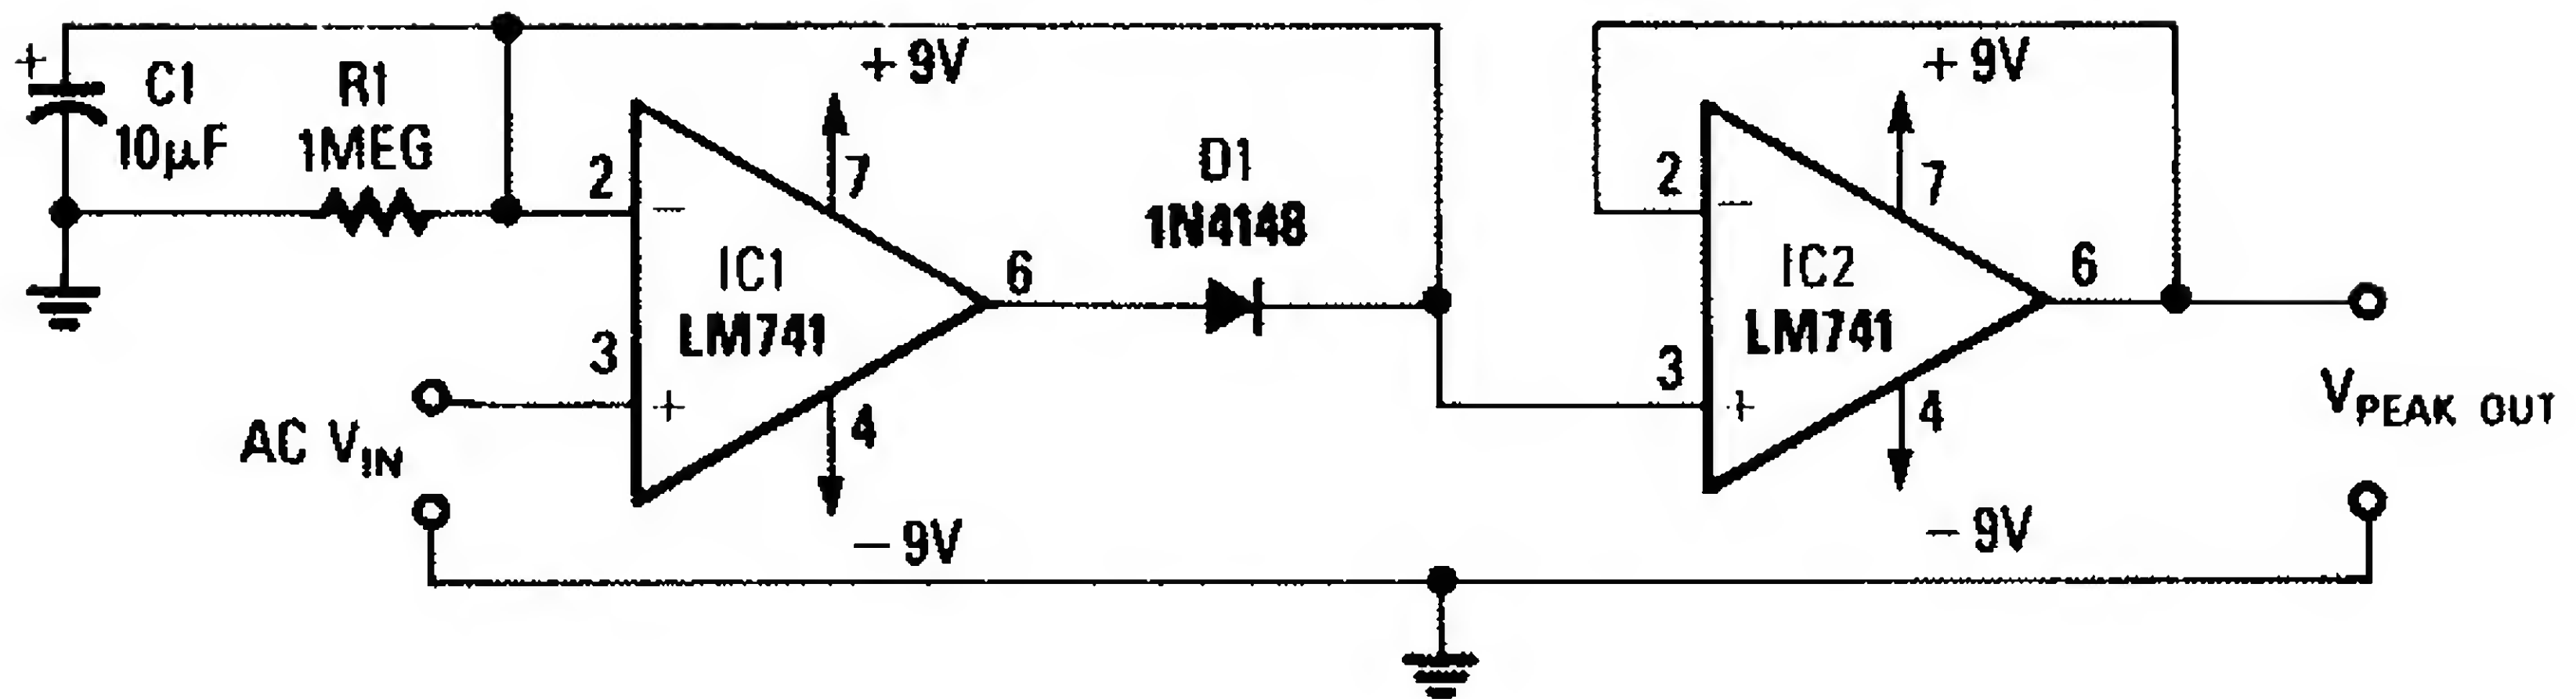 +
C1
10µF
R1
1MEG
2
−
3
+
IC1
LM741
+9V
7
6
4
−9V
AC VIN
D1
1N4148
2
−
3
+
IC2
LM741
+9V
7
6
4
−9V
VPEAK OUT